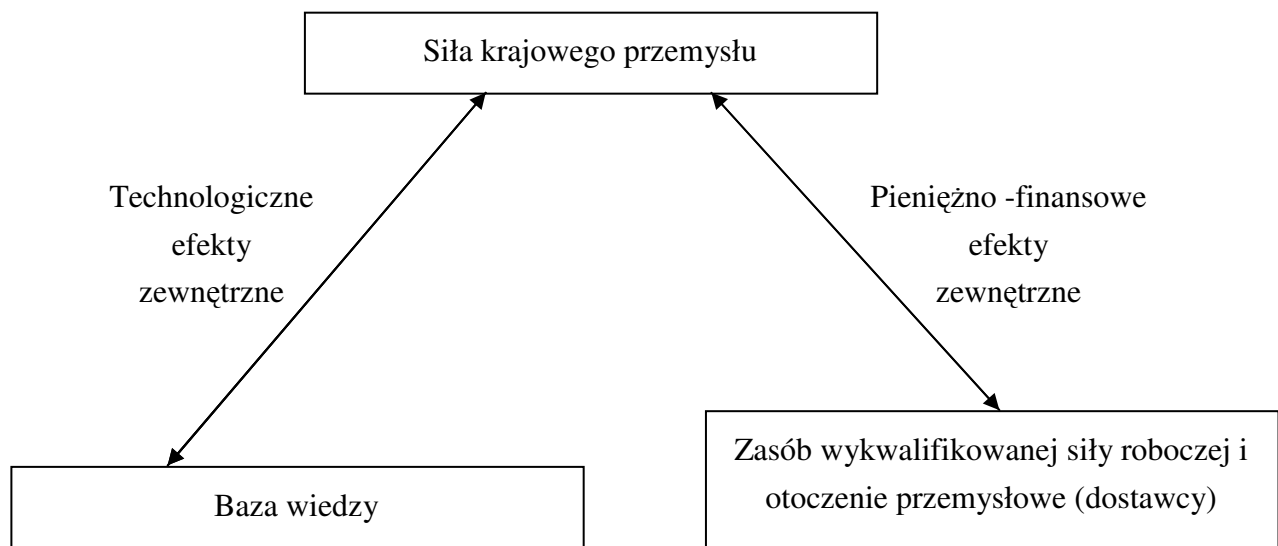 Siła krajowego przemysłu
Technologiczne
efekty
zewnętrzne
Pieniężno -finansowe
efekty
zewnętrzne
Baza wiedzy
Zasób wykwalifikowanej siły roboczej i
otoczenie przemysłowe (dostawcy)